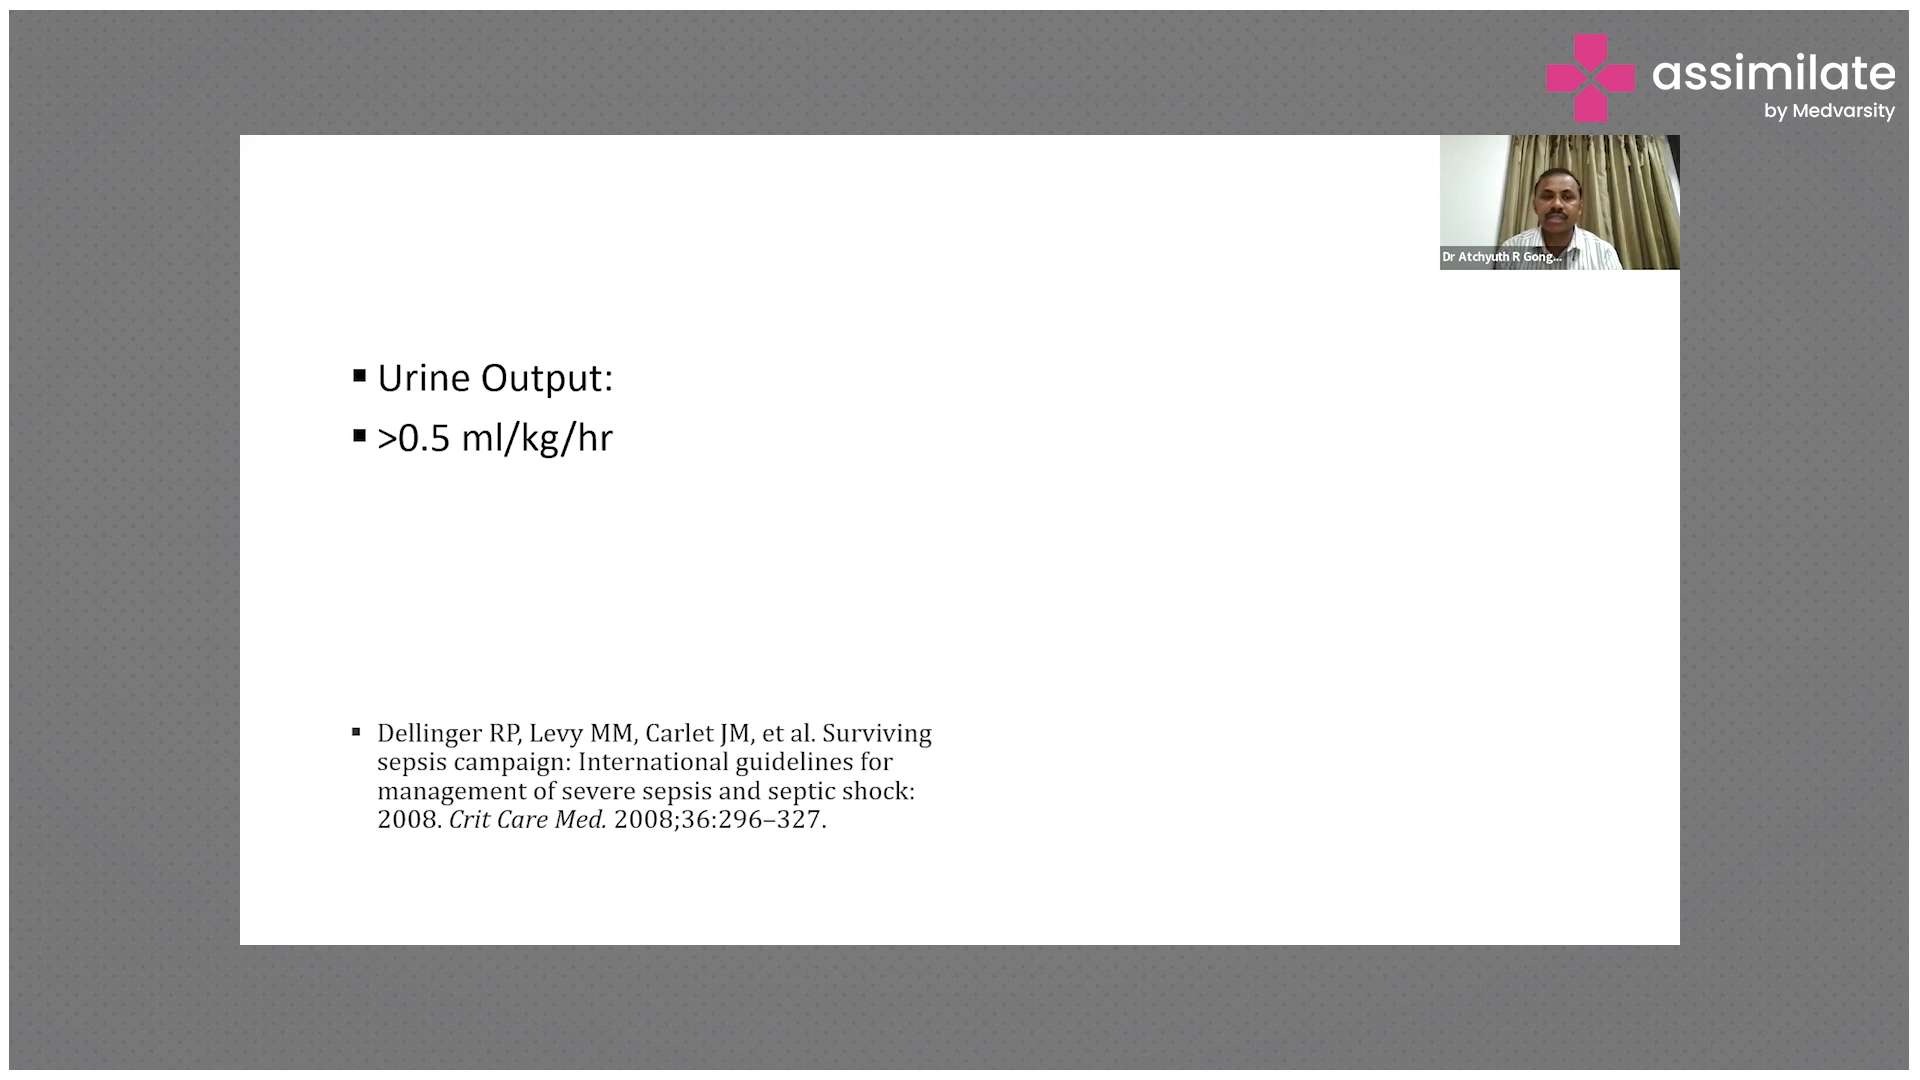 assimilate
by Medvarsity
Dr Atchyuth R Gong...
▪ Urine Output:
▪ >0.5 ml/kg/hr
▪ Dellinger RP, Levy MM, Carlet JM, et al. Surviving
sepsis campaign: International guidelines for
management of severe sepsis and septic shock:
2008. Crit Care Med. 2008;36:296–327.